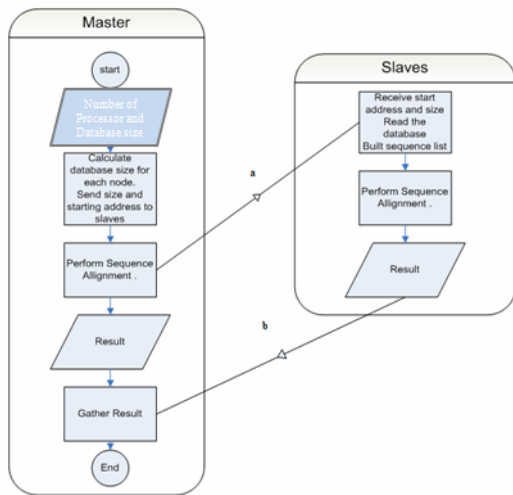 Master
start
Number of
Processor and
Database size
Calculate
database size for
each node.
Send size and
starting address to
slaves
Perform Sequence
Allignment .
Result
Gather Result
End
a
b
Slaves
Receive start
address and size
Read the
database
Built sequence list
Perform Sequence
Allignment .
Result